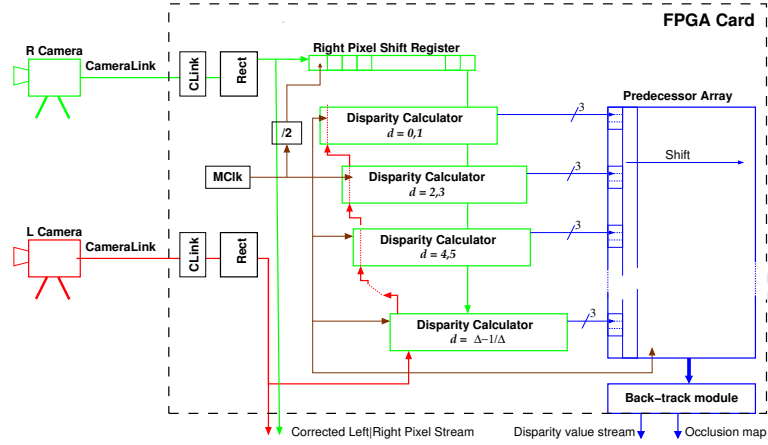 FPGA Card
R Camera
CameraLink
CLink
Rect
Right Pixel Shift Register
/2
MClk
Disparity Calculator
d = 0,1
3
Disparity Calculator
d = 2,3
3
Disparity Calculator
d = 4,5
3
Disparity Calculator
d = Δ−1/Δ
3
Predecessor Array
Shift
L Camera
CameraLink
CLink
Rect
Back−track module
Corrected Left|Right Pixel Stream
Disparity value stream
Occlusion map